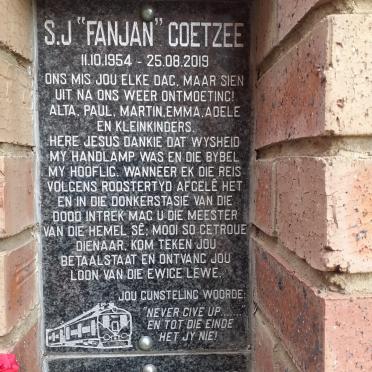 S.J "FANJAN" COETZEE
11.10.1954 - 25.08.2019
ONS MIS JOU ELKE DAG, MAAR SIEN
UIT NA ONS WEER ONTMOETING!
ALTA, PAUL, MARTIN, EMMA, ADELE
EN KLEINKINDERS.
HERE JESUS DANKIE DAT WYSHEID
MY HANDLAMP WAS EN DIE BYBEL
MY HOOFLIG. WANNEER EK DIE REIS
VOLGENS ROOSTERTYD AFGELÊ HET
EN IN DIE DONKERSTASIE VAN DIE
DOOD INTREK MAG U DIE MEESTER
VAN DIE HEMEL SÊ; MOOI SO GETROUE
DIENAAR, KOM TEKEN JOU
BETAALSTAAT EN ONTVANG JOU
LOON VAN DIE EWIGE LEWE.
JOU GUNSTELING WOORDE:
"NEVER GIVE UP......"
EN TOT DIE EINDE
HET JY NIE!